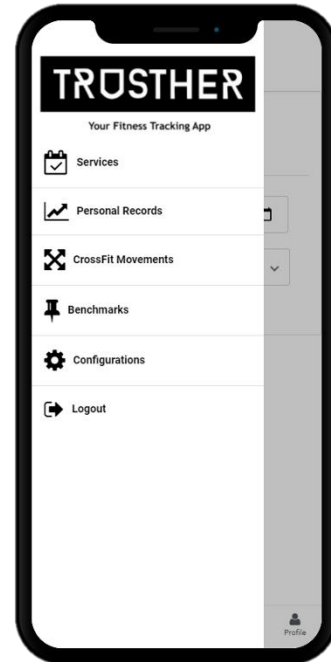 TRUSTHER
Your Fitness Tracking App
Services
Personal Records
CrossFit Movements
Benchmarks
Configurations
Logout
Profile